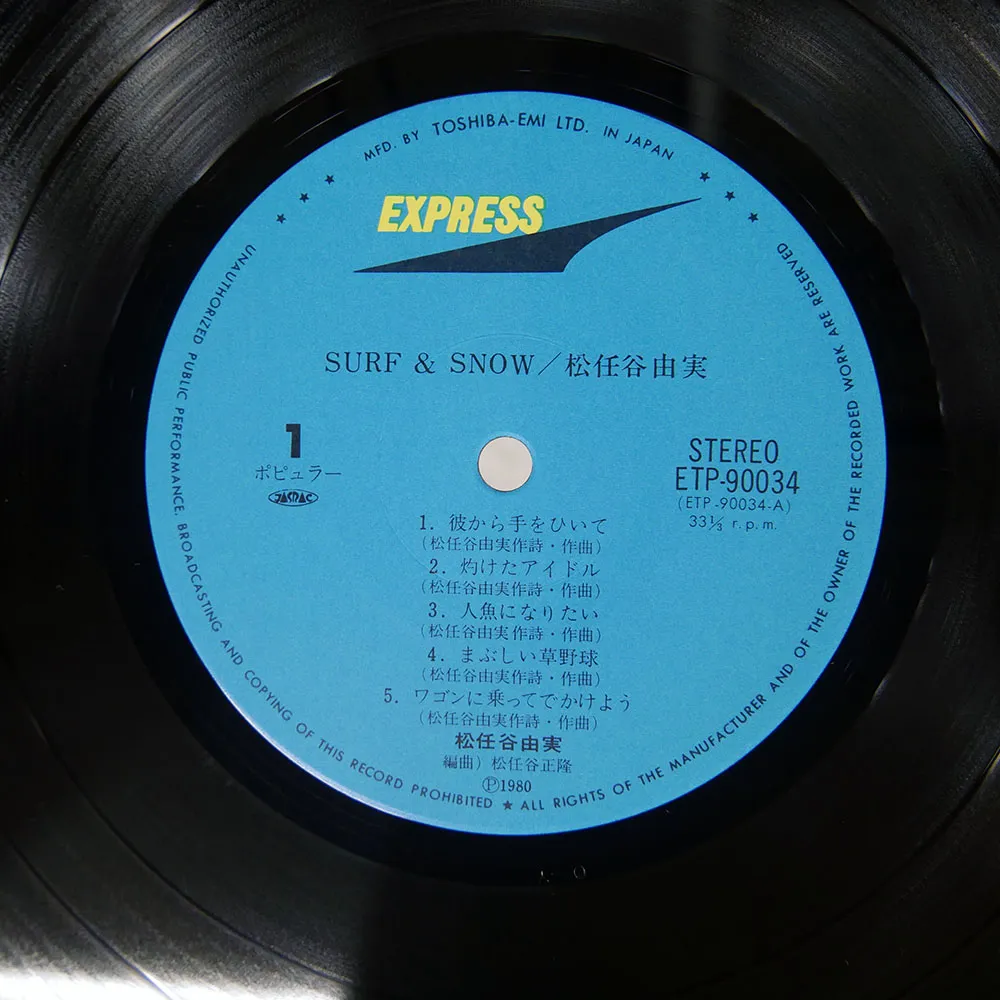 MFD. BY TOSHIBA-EMI LTD. IN JAPAN
★ ★ ★
★ ★ ★
EXPRESS
SURF & SNOW／松任谷由実
1
ポピュラー
JASRAC
STEREO
ETP-90034
(ETP-90034-A)
33⅓ r.p.m.
1. 彼から手をひいて
(松任谷由実作詩・作曲)
2. 灼けたアイドル
(松任谷由実作詩・作曲)
3. 人魚になりたい
(松任谷由実作詩・作曲)
4. まぶしい草野球
(松任谷由実作詩・作曲)
5. ワゴンに乗ってでかけよう
(松任谷由実作詩・作曲)
松任谷由実
編曲) 松任谷正隆
Ⓟ1980
UNAUTHORIZED PUBLIC PERFORMANCE, BROADCASTING AND COPYING OF THIS RECORD PROHIBITED ★ ALL RIGHTS OF THE MANUFACTURER AND OF THE OWNER OF THE RECORDED WORK ARE RESERVED